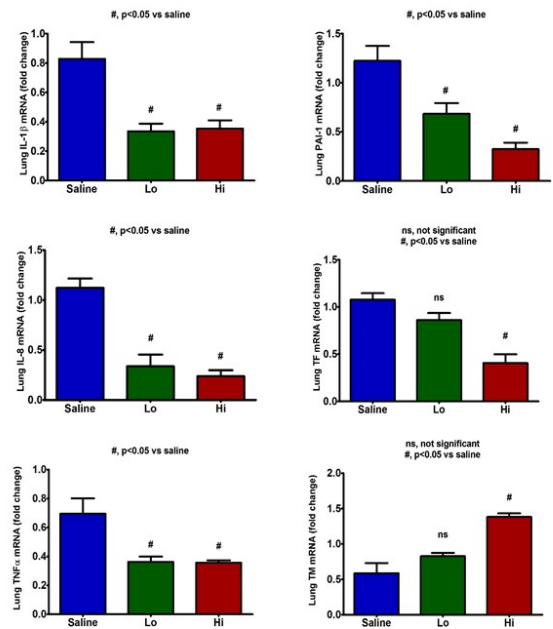 #, p<0.05 vs saline
Lung IL-1β mRNA (fold change)
1.0
0.8
0.6
0.4
0.2
0.0
#
#
Saline Lo Hi
#, p<0.05 vs saline
Lung PAI-1 mRNA (fold change)
1.5
1.0
0.5
0.0
#
#
Saline Lo Hi
#, p<0.05 vs saline
Lung IL-8 mRNA (fold change)
1.5
1.0
0.5
0.0
#
#
Saline Lo Hi
ns, not significant
#, p<0.05 vs saline
Lung TF mRNA (fold change)
1.5
1.0
0.5
0.0
ns
#
Saline Lo Hi
#, p<0.05 vs saline
Lung TNFα mRNA (fold change)
1.0
0.8
0.6
0.4
0.2
0.0
#
#
Saline Lo Hi
ns, not significant
#, p<0.05 vs saline
Lung TM mRNA (fold change)
2.0
1.5
1.0
0.5
0.0
ns
#
Saline Lo Hi